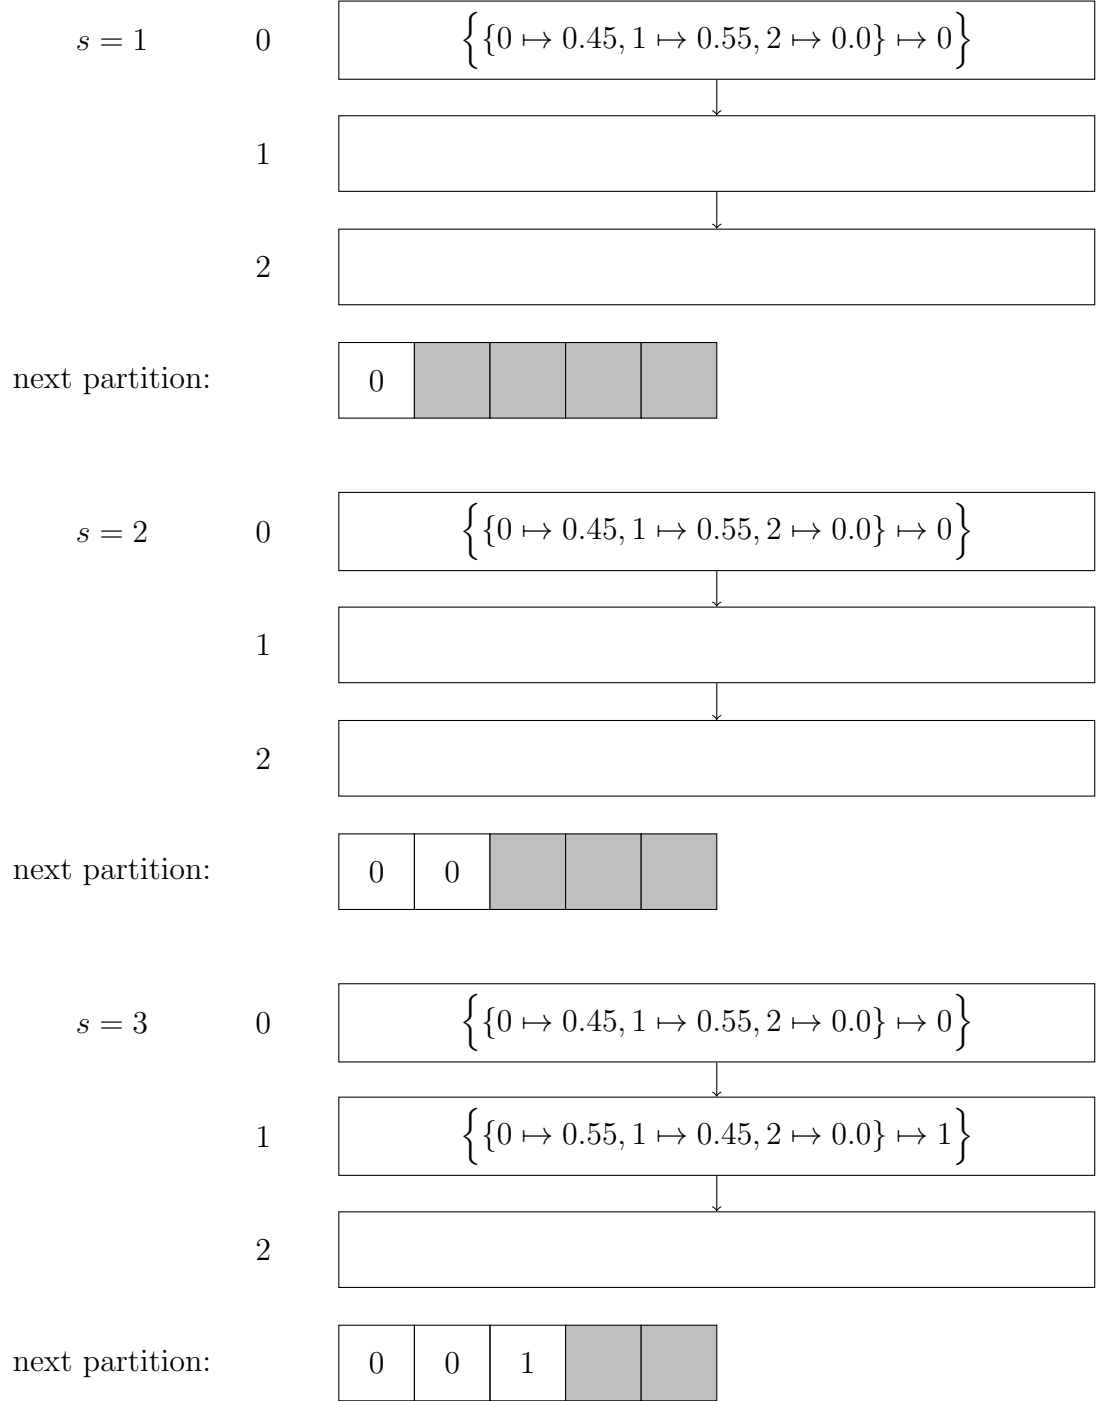 s = 1 0 {{0 ↦ 0.45, 1 ↦ 0.55, 2 ↦ 0.0} ↦ 0}
1
2
next partition: 0
s = 2 0 {{0 ↦ 0.45, 1 ↦ 0.55, 2 ↦ 0.0} ↦ 0}
1
2
next partition: 0 0
s = 3 0 {{0 ↦ 0.45, 1 ↦ 0.55, 2 ↦ 0.0} ↦ 0}
1 {{0 ↦ 0.55, 1 ↦ 0.45, 2 ↦ 0.0} ↦ 1}
2
next partition: 0 0 1